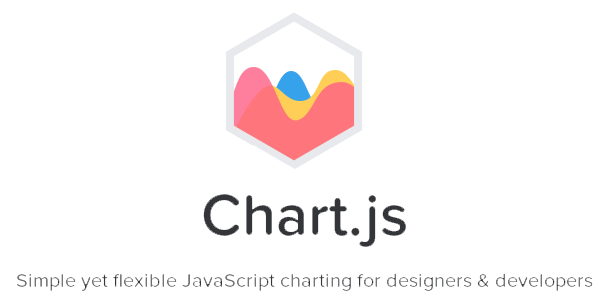 Chart.js
Simple yet flexible JavaScript charting for designers & developers